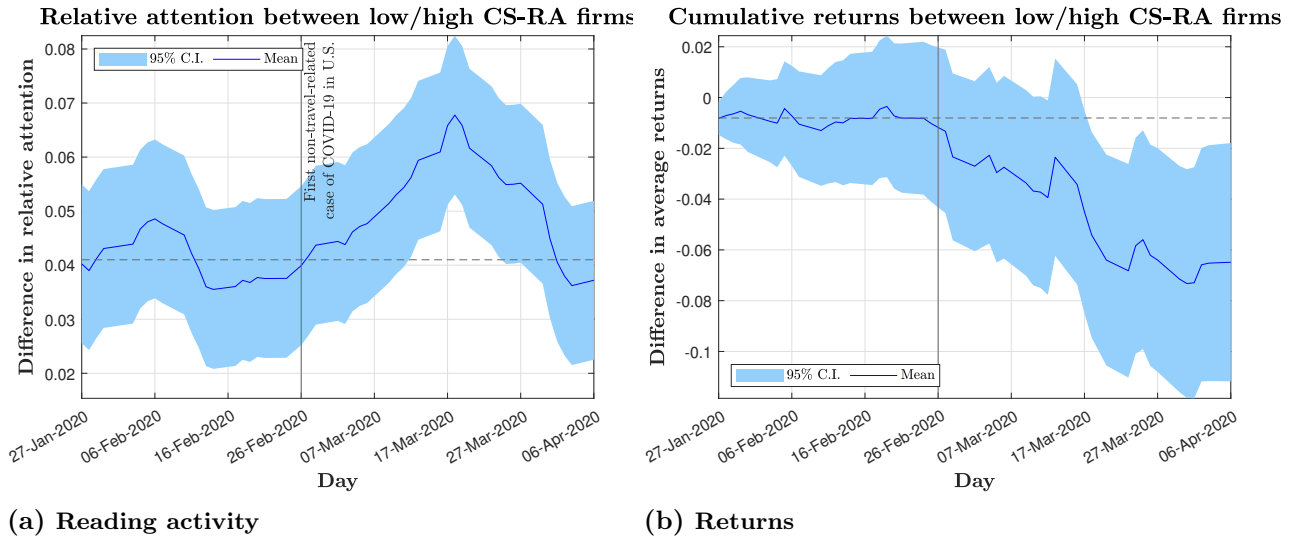 Relative attention between low/high CS-RA firms
0.08
0.07
0.06
0.05
0.04
0.03
0.02
Difference in relative attention
95% C.I.
Mean
First non-travel-related
case of COVID-19 in U.S.
27-Jan-2020
06-Feb-2020
16-Feb-2020
26-Feb-2020
07-Mar-2020
17-Mar-2020
27-Mar-2020
06-Apr-2020
Day
(a) Reading activity
Cumulative returns between low/high CS-RA firms
0.02
0
-0.02
-0.04
-0.06
-0.08
-0.1
Difference in average returns
95% C.I.
Mean
27-Jan-2020
06-Feb-2020
16-Feb-2020
26-Feb-2020
07-Mar-2020
17-Mar-2020
27-Mar-2020
06-Apr-2020
Day
(b) Returns